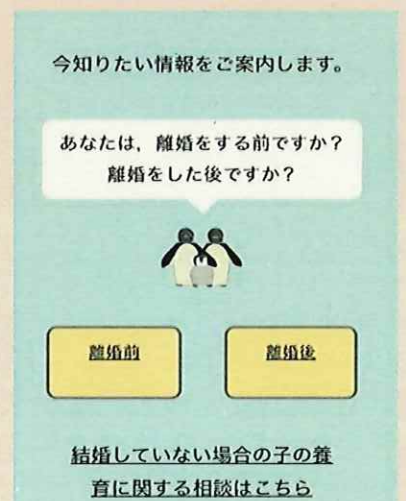 今知りたい情報をご案内します。
あなたは，離婚をする前ですか？
離婚をした後ですか？
離婚前
離婚後
結婚していない場合の子の養
育に関する相談はこちら